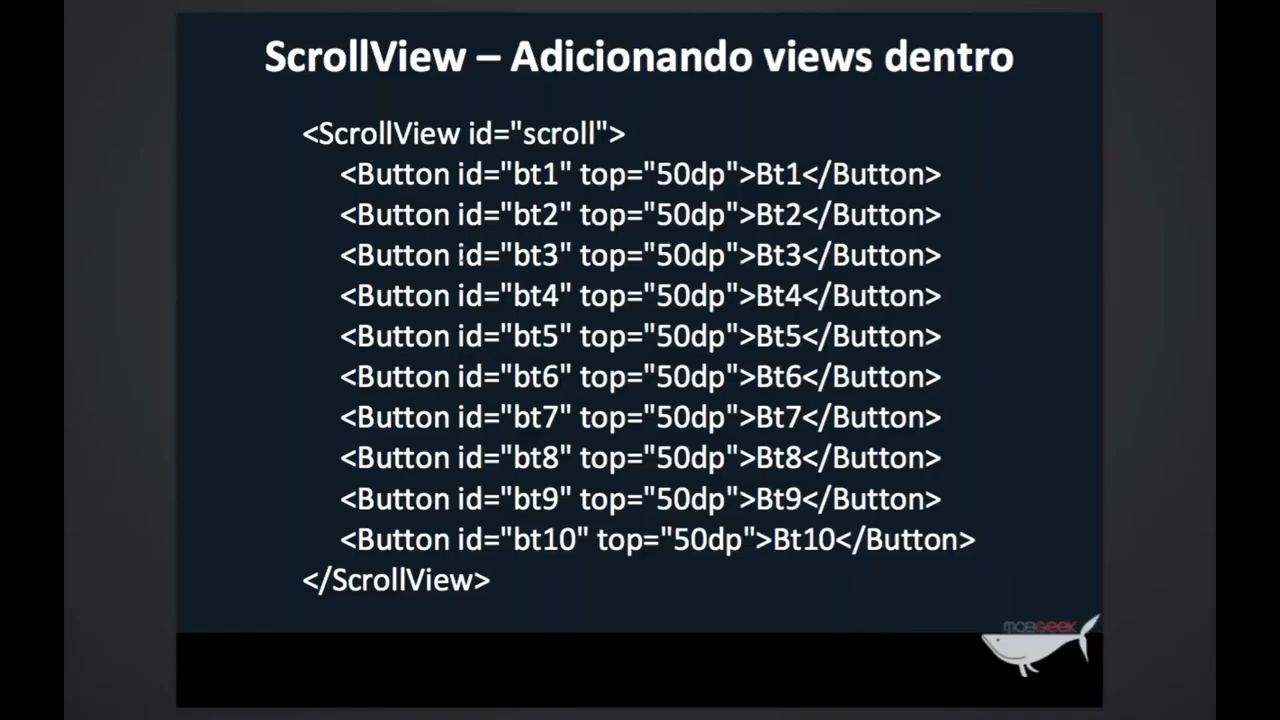 ScrollView – Adicionando views dentro
<ScrollView id="scroll">
<Button id="bt1" top="50dp">Bt1</Button>
<Button id="bt2" top="50dp">Bt2</Button>
<Button id="bt3" top="50dp">Bt3</Button>
<Button id="bt4" top="50dp">Bt4</Button>
<Button id="bt5" top="50dp">Bt5</Button>
<Button id="bt6" top="50dp">Bt6</Button>
<Button id="bt7" top="50dp">Bt7</Button>
<Button id="bt8" top="50dp">Bt8</Button>
<Button id="bt9" top="50dp">Bt9</Button>
<Button id="bt10" top="50dp">Bt10</Button>
</ScrollView>
MOBGEEK